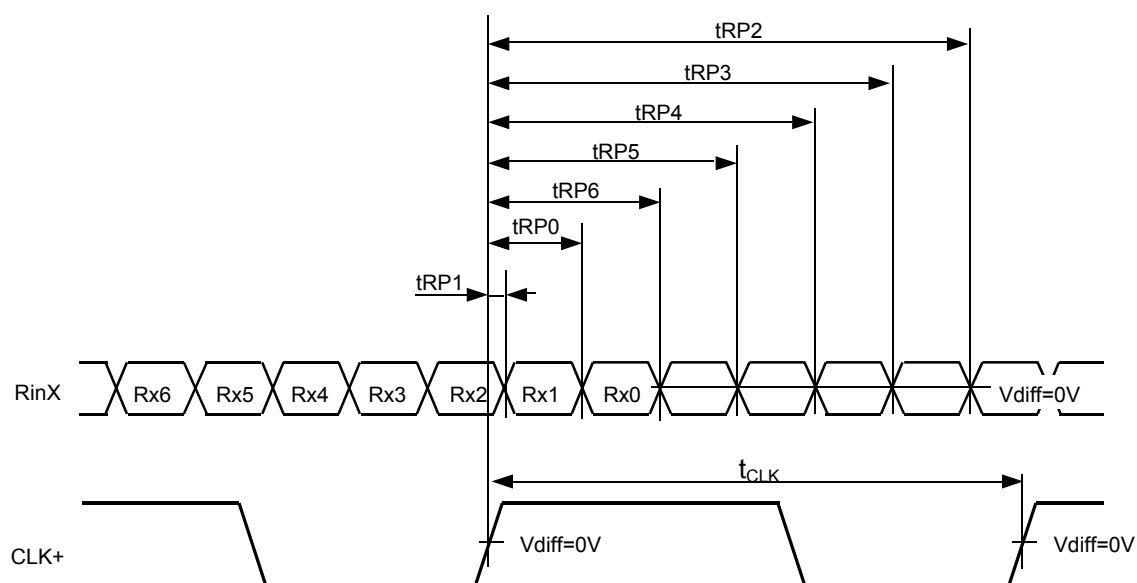 tRP2
tRP3
tRP4
tRP5
tRP6
tRP0
tRP1
RinX Rx6 Rx5 Rx4 Rx3 Rx2 Rx1 Rx0 Vdiff=0V
tCLK
CLK+ Vdiff=0V Vdiff=0V